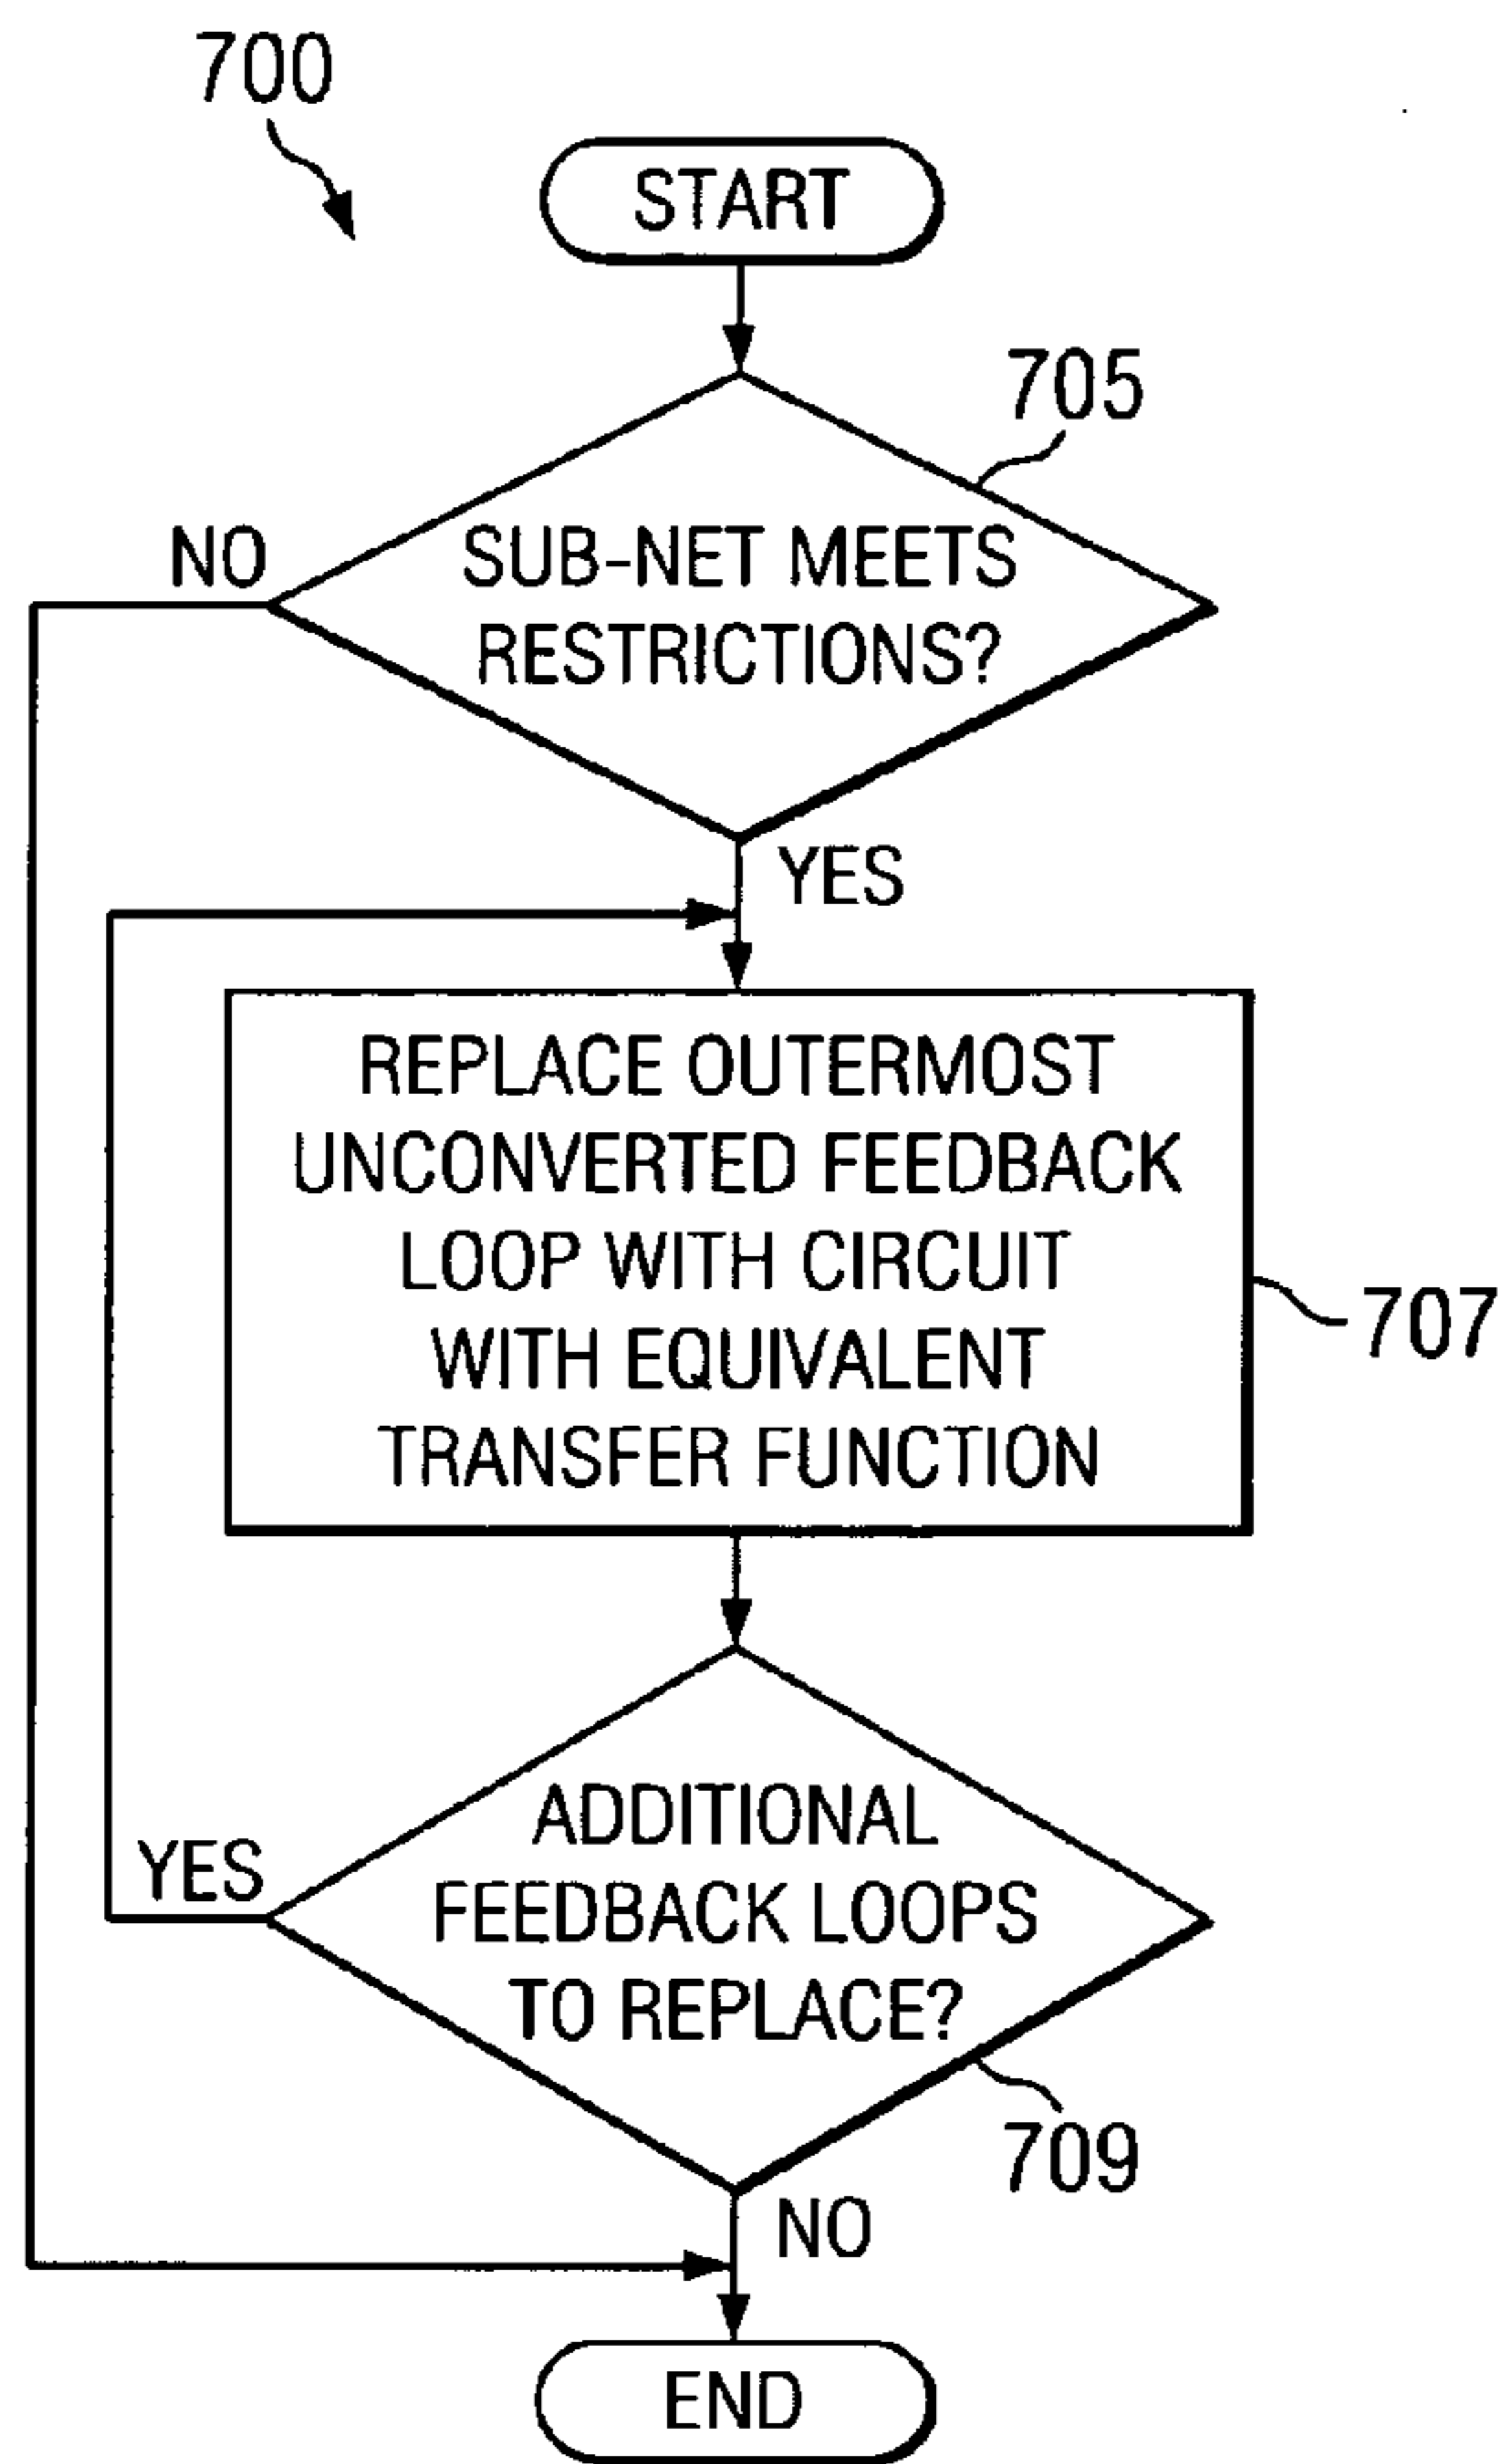 700
START
705
NO
SUB-NET MEETS
RESTRICTIONS?
YES
REPLACE OUTERMOST
UNCONVERTED FEEDBACK
LOOP WITH CIRCUIT
WITH EQUIVALENT
TRANSFER FUNCTION
707
ADDITIONAL
YES
FEEDBACK LOOPS
TO REPLACE?
709
NO
END